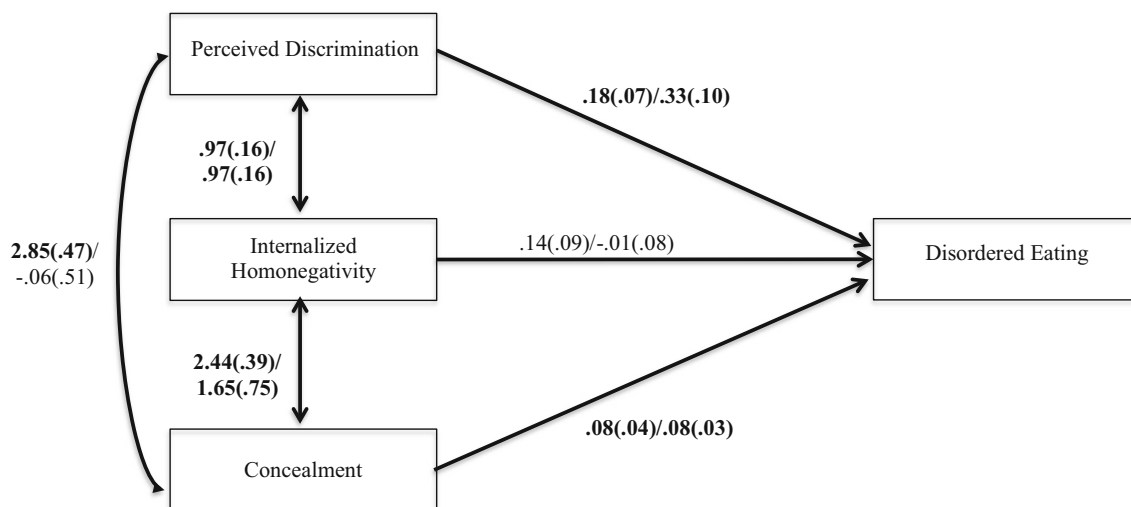 Perceived Discrimination
.18(.07)/.33(.10)
.97(.16)/
.97(.16)
2.85(.47)/
-.06(.51)
Internalized
Homonegativity
.14(.09)/-.01(.08)
Disordered Eating
2.44(.39)/
1.65(.75)
.08(.04)/.08(.03)
Concealment